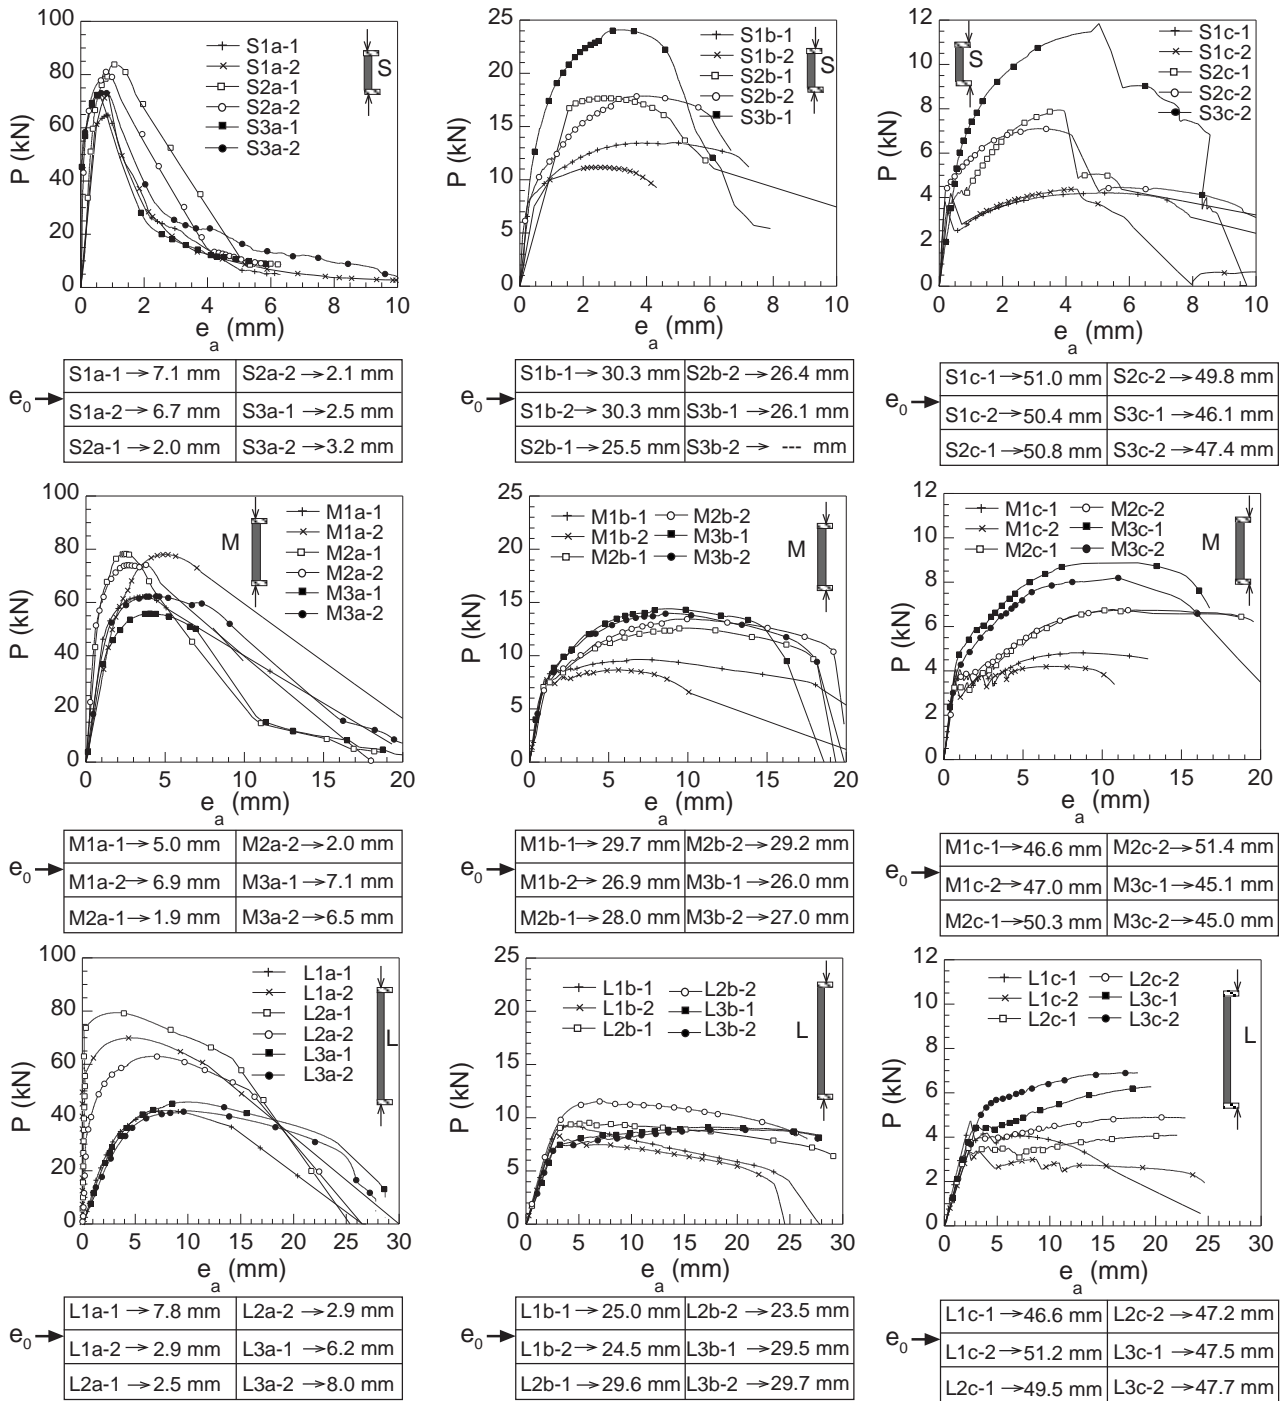 100
80
60
40
20
0
P (kN)
0 2 4 6 8 10
e_a (mm)
S1a-1
S1a-2
S2a-1
S2a-2
S3a-1
S3a-2
S
25
20
15
10
5
0
P (kN)
0 2 4 6 8 10
e_a (mm)
S1b-1
S1b-2
S2b-1
S2b-2
S3b-1
S
12
10
8
6
4
2
0
P (kN)
0 2 4 6 8 10
e_a (mm)
S1c-1
S1c-2
S2c-1
S2c-2
S3c-2
S
e₀
S1a-1→7.1 mm S2a-2→2.1 mm
S1a-2→6.7 mm S3a-1→2.5 mm
S2a-1→2.0 mm S3a-2→3.2 mm
e₀
S1b-1→30.3 mm S2b-2→26.4 mm
S1b-2→30.3 mm S3b-1→26.1 mm
S2b-1→25.5 mm S3b-2→ --- mm
e₀
S1c-1→51.0 mm S2c-2→49.8 mm
S1c-2→50.4 mm S3c-1→46.1 mm
S2c-1→50.8 mm S3c-2→47.4 mm
100
80
60
40
20
0
P (kN)
0 5 10 15 20
e_a (mm)
M1a-1
M1a-2
M2a-1
M2a-2
M3a-1
M3a-2
M
25
20
15
10
5
0
P (kN)
0 5 10 15 20
e_a (mm)
M1b-1 M2b-2
M1b-2 M3b-1
M2b-1 M3b-2
M
12
10
8
6
4
2
0
P (kN)
0 5 10 15 20
e_a (mm)
M1c-1 M2c-2
M1c-2 M3c-1
M2c-1 M3c-2
M
e₀
M1a-1→5.0 mm M2a-2→2.0 mm
M1a-2→6.9 mm M3a-1→7.1 mm
M2a-1→1.9 mm M3a-2→6.5 mm
e₀
M1b-1→29.7 mm M2b-2→29.2 mm
M1b-2→26.9 mm M3b-1→26.0 mm
M2b-1→28.0 mm M3b-2→27.0 mm
e₀
M1c-1→46.6 mm M2c-2→51.4 mm
M1c-2→47.0 mm M3c-1→45.1 mm
M2c-1→50.3 mm M3c-2→45.0 mm
100
80
60
40
20
0
P (kN)
0 5 10 15 20 25 30
e_a (mm)
L1a-1
L1a-2
L2a-1
L2a-2
L3a-1
L3a-2
L
25
20
15
10
5
0
P (kN)
0 5 10 15 20 25 30
e_a (mm)
L1b-1 L2b-2
L1b-2 L3b-1
L2b-1 L3b-2
L
12
10
8
6
4
2
0
P (kN)
0 5 10 15 20 25 30
e_a (mm)
L1c-1 L2c-2
L1c-2 L3c-1
L2c-1 L3c-2
L
e₀
L1a-1→7.8 mm L2a-2→2.9 mm
L1a-2→2.9 mm L3a-1→6.2 mm
L2a-1→2.5 mm L3a-2→8.0 mm
e₀
L1b-1→25.0 mm L2b-2→23.5 mm
L1b-2→24.5 mm L3b-1→29.5 mm
L2b-1→29.6 mm L3b-2→29.7 mm
e₀
L1c-1→46.6 mm L2c-2→47.2 mm
L1c-2→51.2 mm L3c-1→47.5 mm
L2c-1→49.5 mm L3c-2→47.7 mm